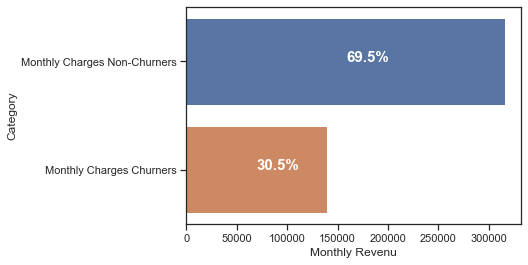 Monthly Charges Non-Churners
69.5%
Category
Monthly Charges Churners
30.5%
0 50000 100000 150000 200000 250000 300000
Monthly Revenu